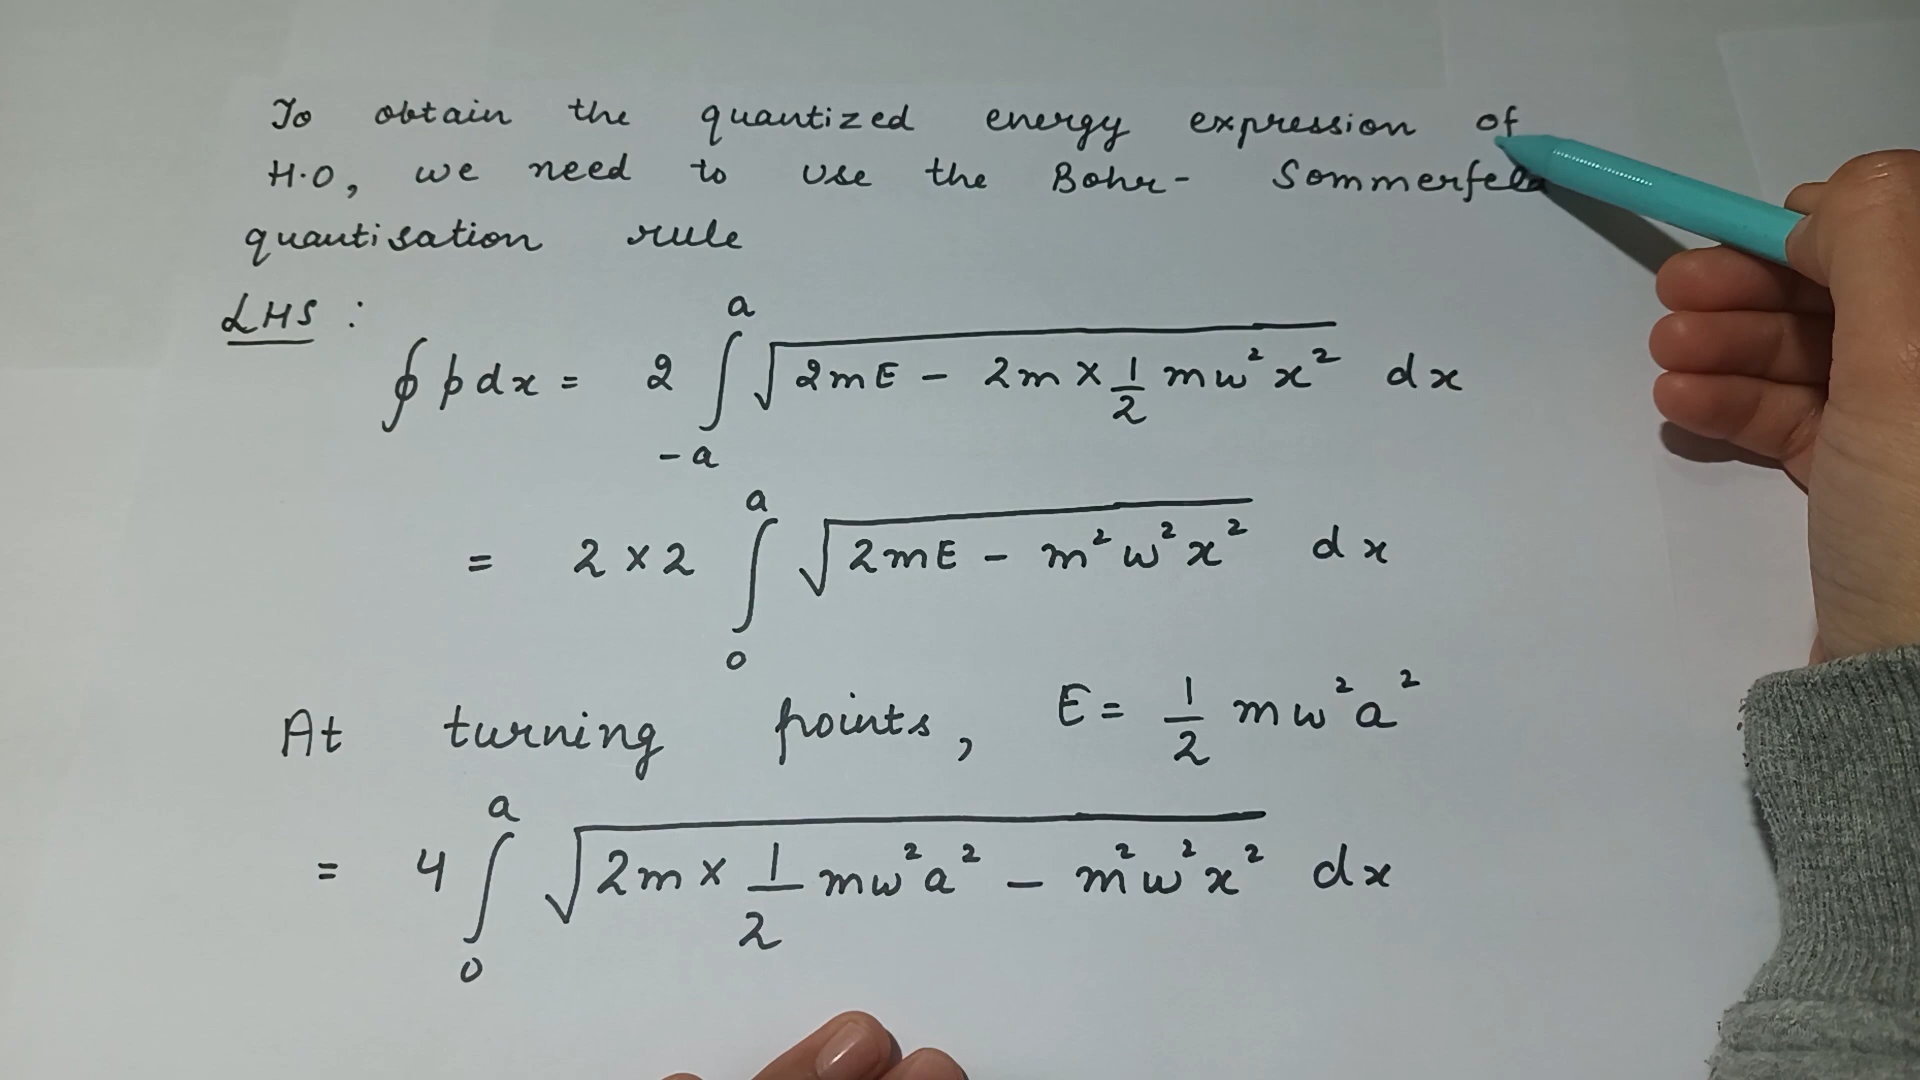 To obtain the quantized energy expression of
H.O, we need to use the Bohr- Sommerfeld
quantisation rule
LHS :
∮ p dx = 2 ∫_{-a}^{a} √(2mE - 2m × 1/2 mω²x²) dx
= 2 × 2 ∫_{0}^{a} √(2mE - m²ω²x²) dx
At turning points, E = 1/2 mω²a²
= 4 ∫_{0}^{a} √(2m × 1/2 mω²a² - m²ω²x²) dx